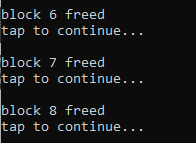 block 6 freed
tap to continue...
block 7 freed
tap to continue...
block 8 freed
tap to continue...